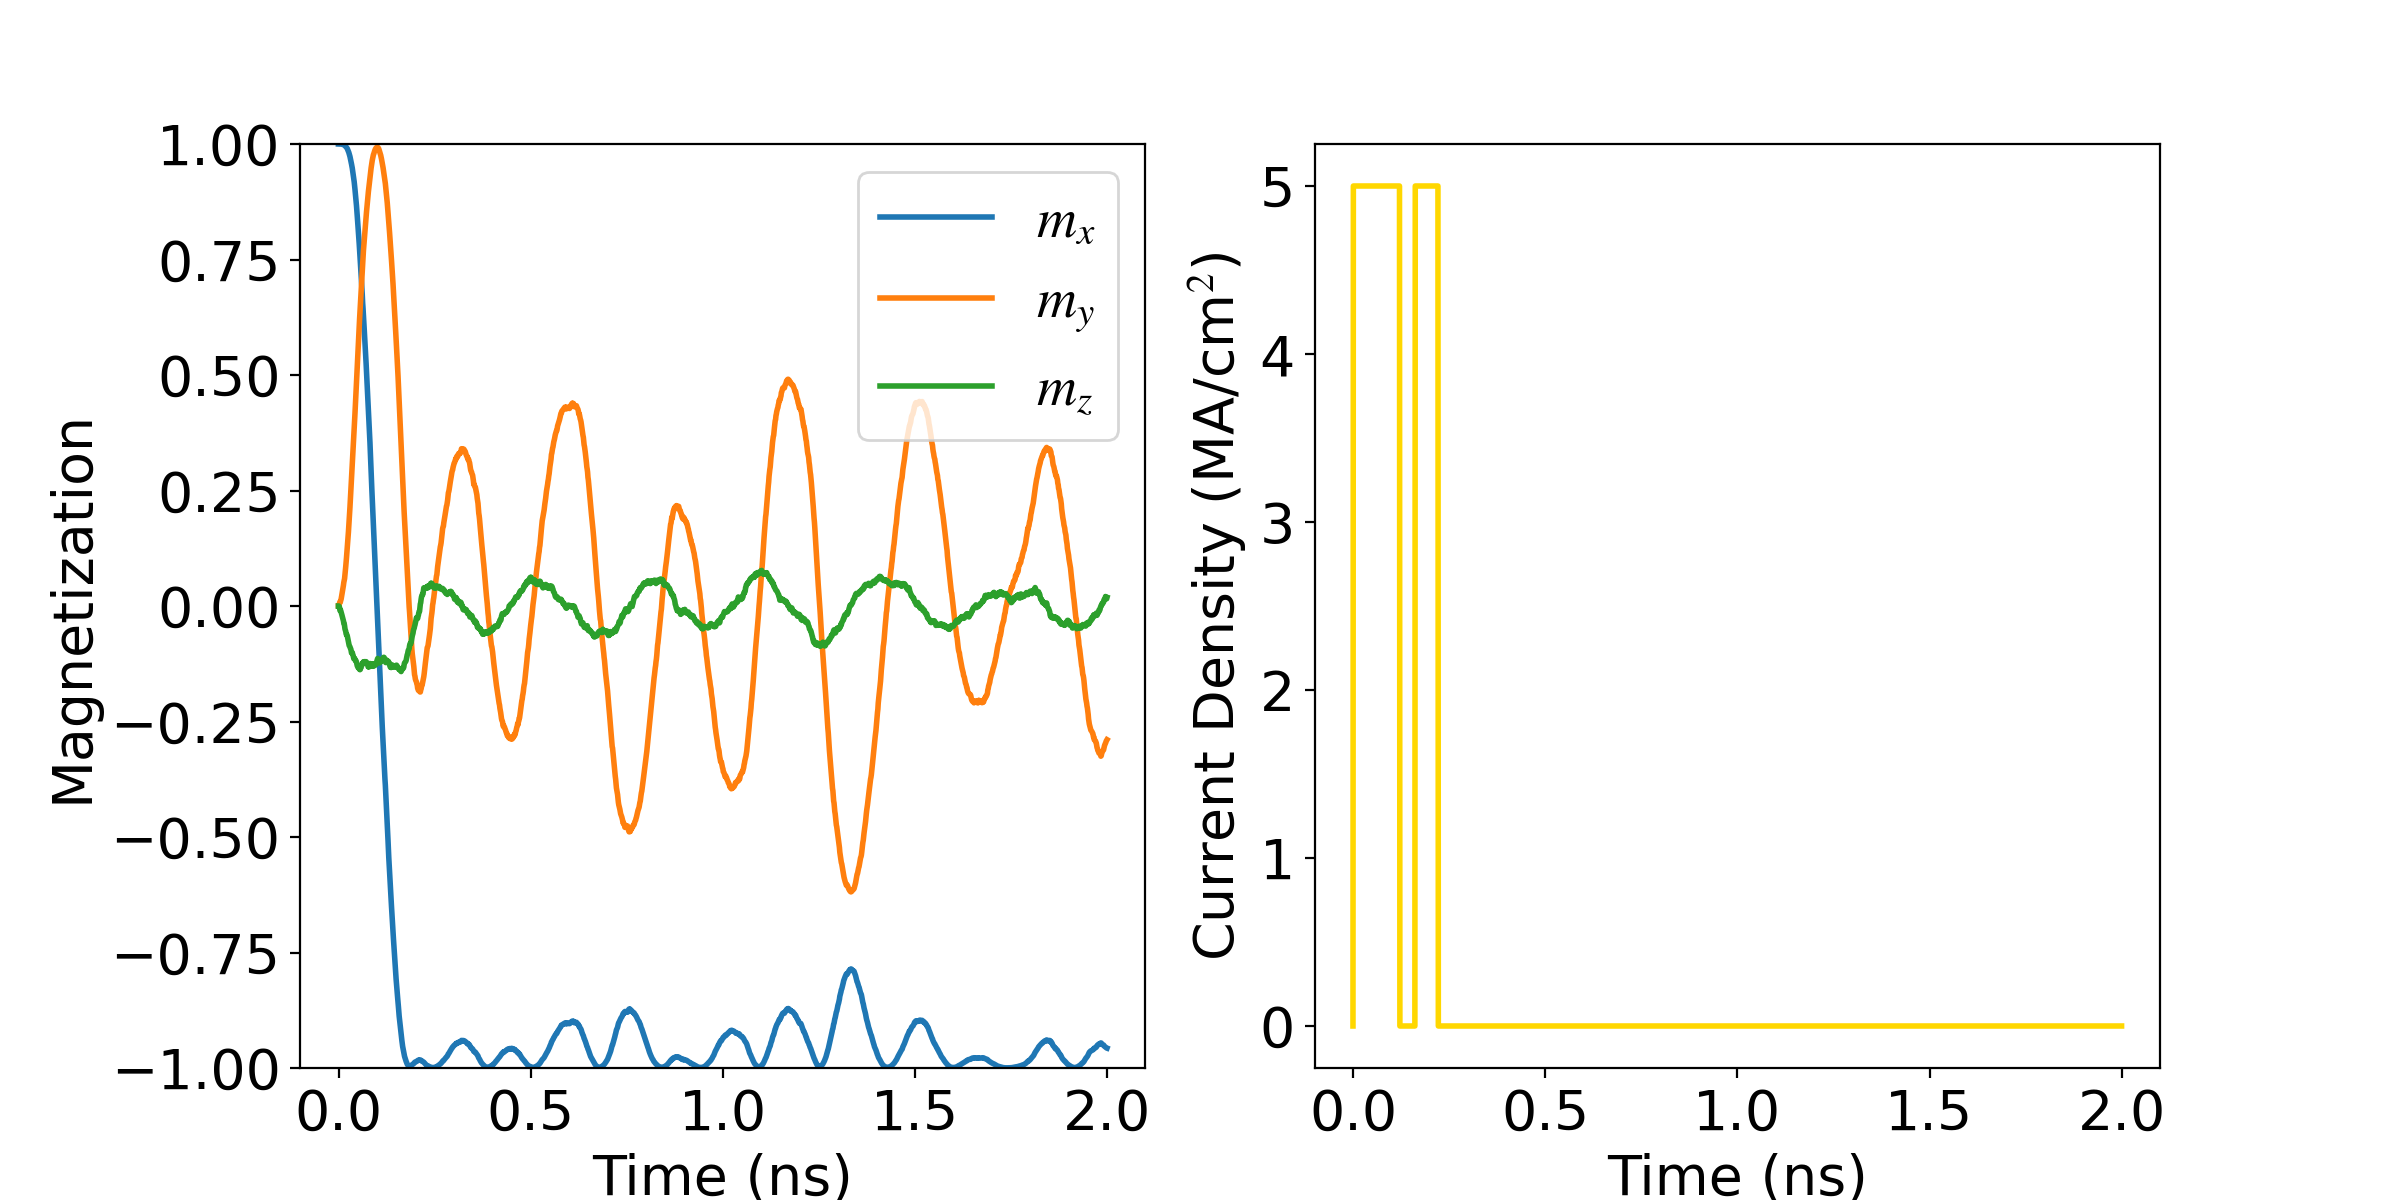 1.00
0.75
0.50
0.25
0.00
−0.25
−0.50
−0.75
−1.00
Magnetization
0.0 0.5 1.0 1.5 2.0
Time (ns)
m_x
m_y
m_z
5
4
3
2
1
0
Current Density (MA/cm²)
0.0 0.5 1.0 1.5 2.0
Time (ns)